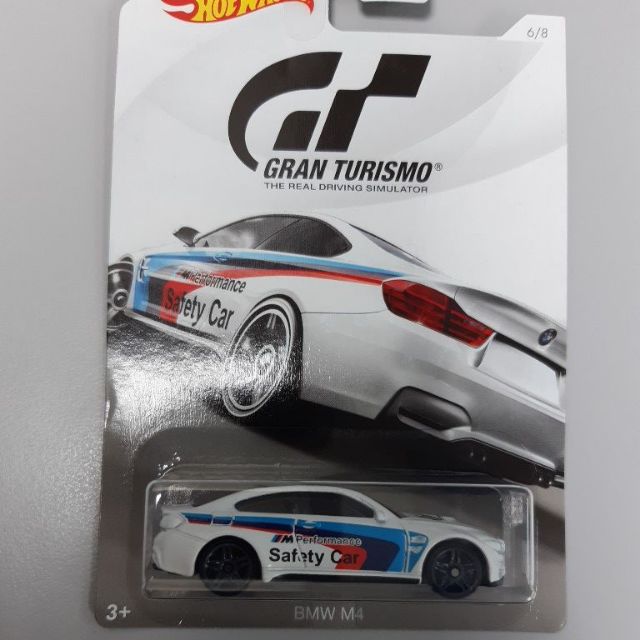 HOT WHEELS
6/8
GT
GRAN TURISMO®
THE REAL DRIVING SIMULATOR
M Performance
Safety Car
M Performance
Safety Car
3+
BMW M4